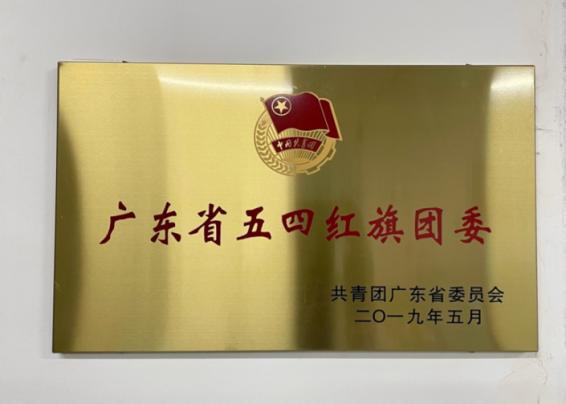 中国共青团
广东省五四红旗团委
共青团广东省委员会
二〇一九年五月